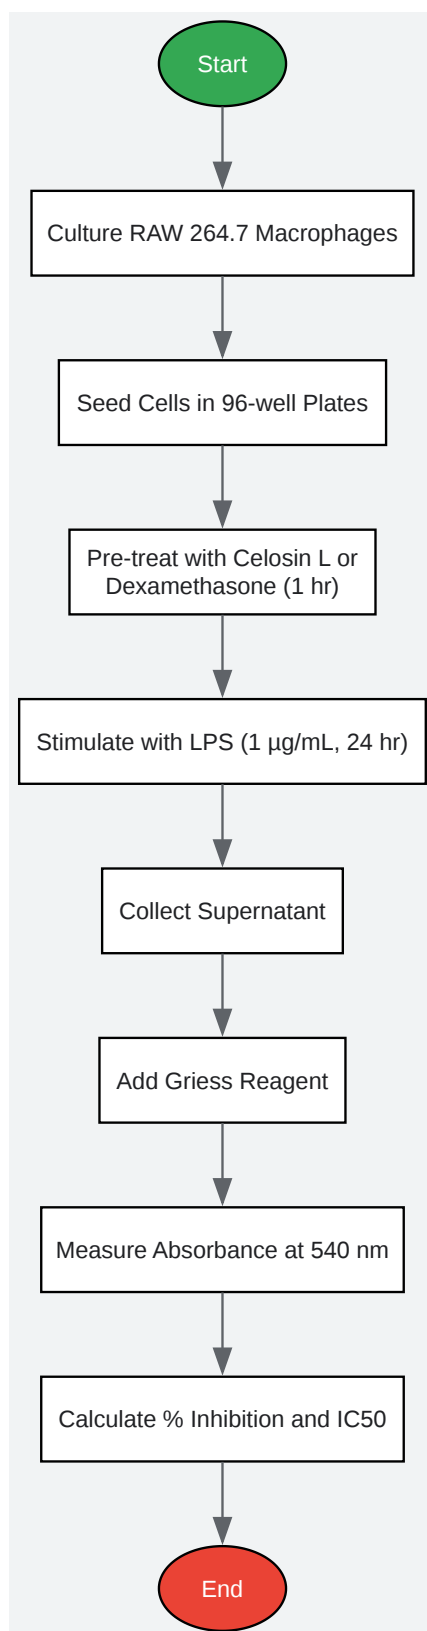 Start
Culture RAW 264.7 Macrophages
Seed Cells in 96-well Plates
Pre-treat with Celosin L or
Dexamethasone (1 hr)
Stimulate with LPS (1 µg/mL, 24 hr)
Collect Supernatant
Add Griess Reagent
Measure Absorbance at 540 nm
Calculate % Inhibition and IC50
End